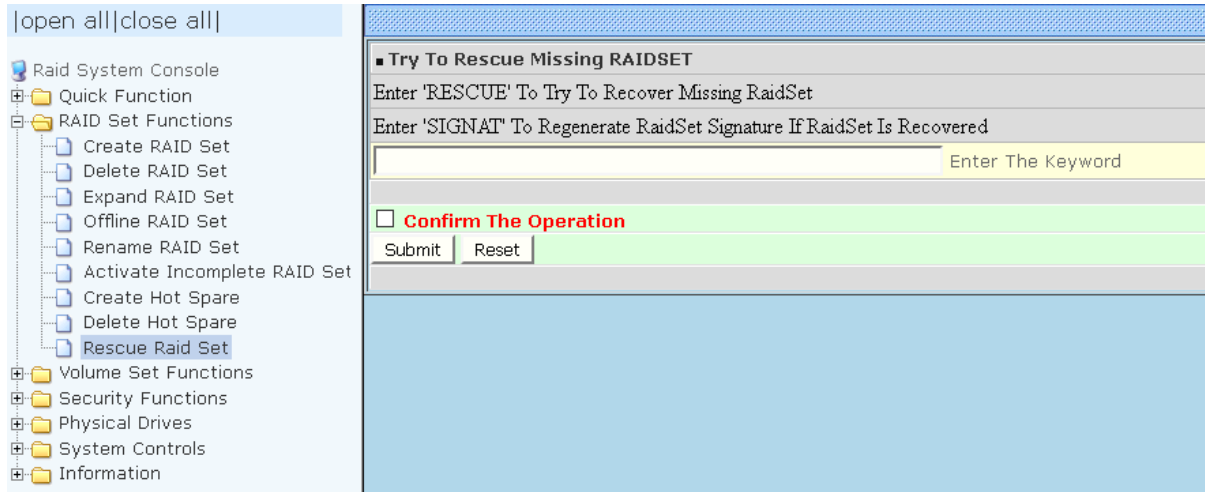 |open all|close all|
Raid System Console
Quick Function
RAID Set Functions
Create RAID Set
Delete RAID Set
Expand RAID Set
Offline RAID Set
Rename RAID Set
Activate Incomplete RAID Set
Create Hot Spare
Delete Hot Spare
Rescue Raid Set
Volume Set Functions
Security Functions
Physical Drives
System Controls
Information
Try To Rescue Missing RAIDSET
Enter 'RESCUE' To Try To Recover Missing RaidSet
Enter 'SIGNAT' To Regenerate RaidSet Signature If RaidSet Is Recovered
Enter The Keyword
Confirm The Operation
Submit Reset